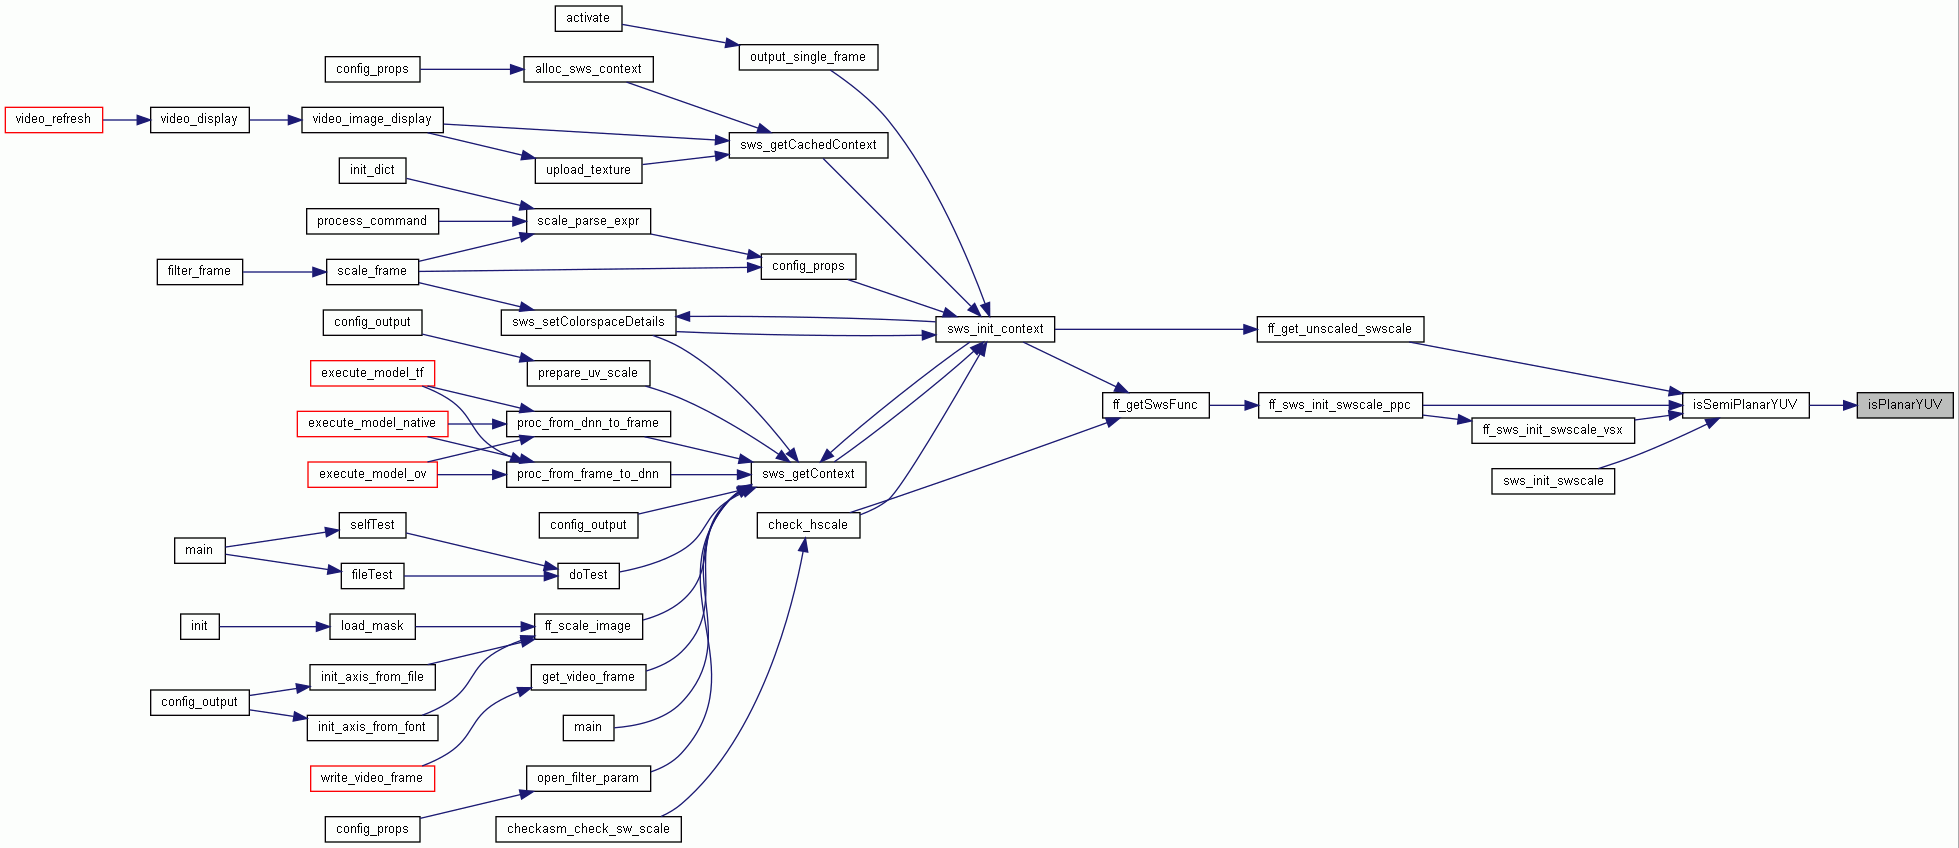 activate
output_single_frame
config_props
alloc_sws_context
video_refresh
video_display
video_image_display
sws_getCachedContext
init_dict
upload_texture
process_command
scale_parse_expr
filter_frame
scale_frame
config_props
config_output
sws_setColorspaceDetails
sws_init_context
ff_get_unscaled_swscale
execute_model_tf
prepare_uv_scale
ff_getSwsFunc
ff_sws_init_swscale_ppc
isSemiPlanarYUV
isPlanarYUV
execute_model_native
proc_from_dnn_to_frame
ff_sws_init_swscale_vsx
execute_model_ov
proc_from_frame_to_dnn
sws_getContext
sws_init_swscale
selfTest
config_output
check_hscale
main
fileTest
doTest
init
load_mask
ff_scale_image
init_axis_from_file
get_video_frame
config_output
init_axis_from_font
main
write_video_frame
open_filter_param
config_props
checkasm_check_sw_scale